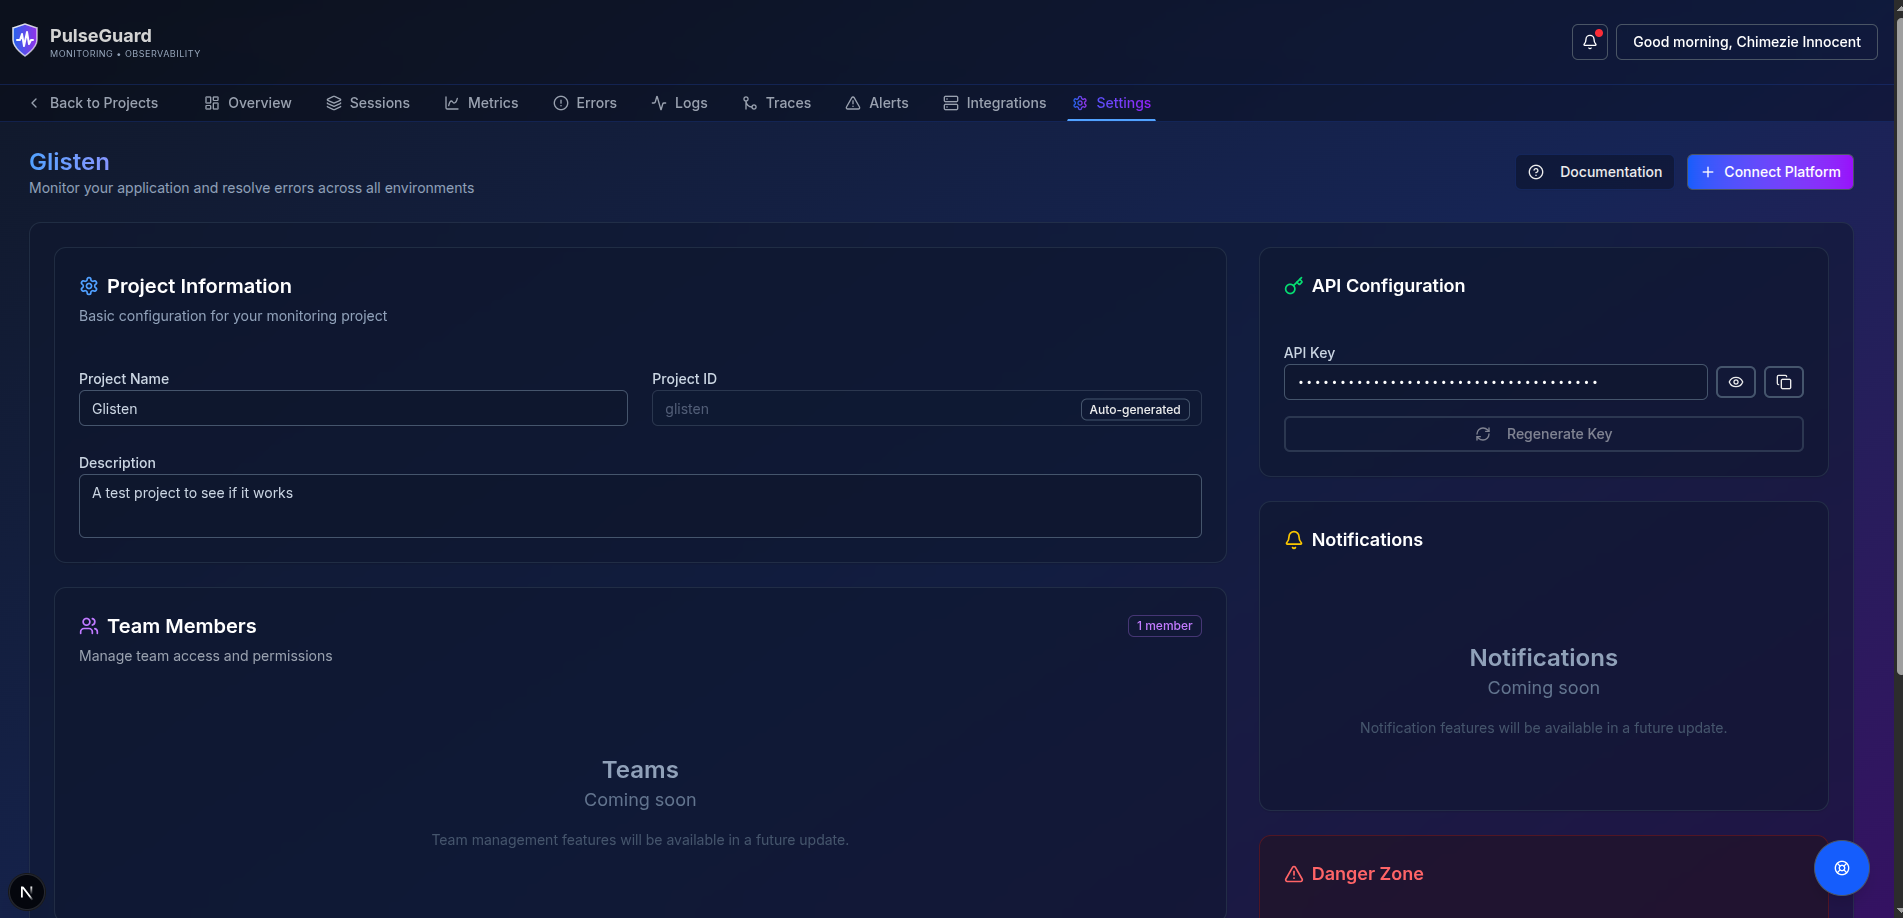 PulseGuard
MONITORING • OBSERVABILITY
Good morning, Chimezie Innocent
Back to Projects
Overview
Sessions
Metrics
Errors
Logs
Traces
Alerts
Integrations
Settings
Glisten
Monitor your application and resolve errors across all environments
Documentation
Connect Platform
Project Information
Basic configuration for your monitoring project
Project Name
Glisten
Project ID
glisten
Auto-generated
Description
A test project to see if it works
Team Members
1 member
Manage team access and permissions
Teams
Coming soon
Team management features will be available in a future update.
API Configuration
API Key
••••••••••••••••••••••••••••••••••••
Regenerate Key
Notifications
Notifications
Coming soon
Notification features will be available in a future update.
Danger Zone
N